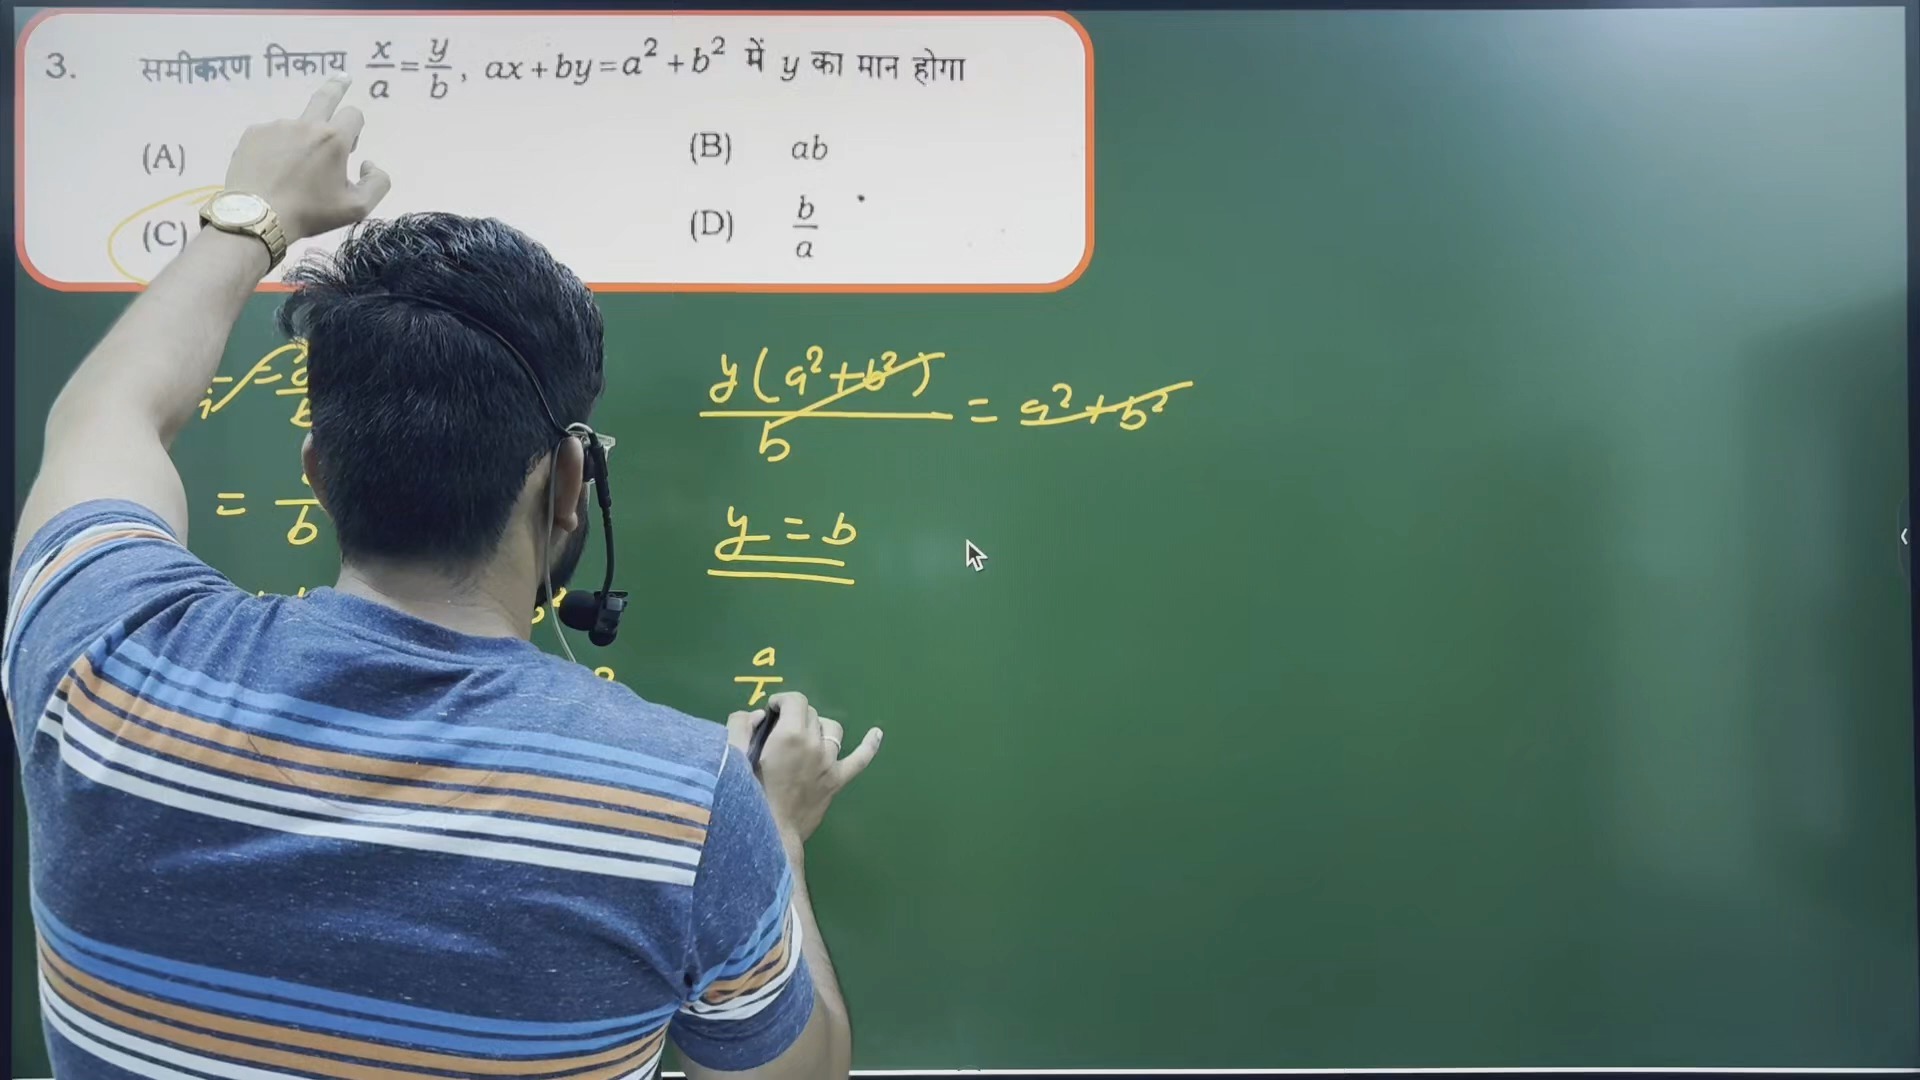 3. समीकरण निकाय x/a = y/b, ax + by = a² + b² में y का मान होगा
(A)
(B) ab
(C)
(D) b/a
y(a² + b²)/b = a² + b²
= /b
y = b
a